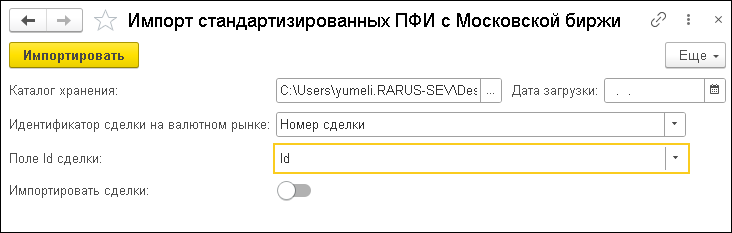 Импорт стандартизированных ПФИ с Московской биржи
Импортировать
Еще
Каталог хранения: C:\Users\yumeli.RARUS-SEV\Des ... Дата загрузки: . .
Идентификатор сделки на валютном рынке: Номер сделки
Поле Id сделки: Id
Импортировать сделки: